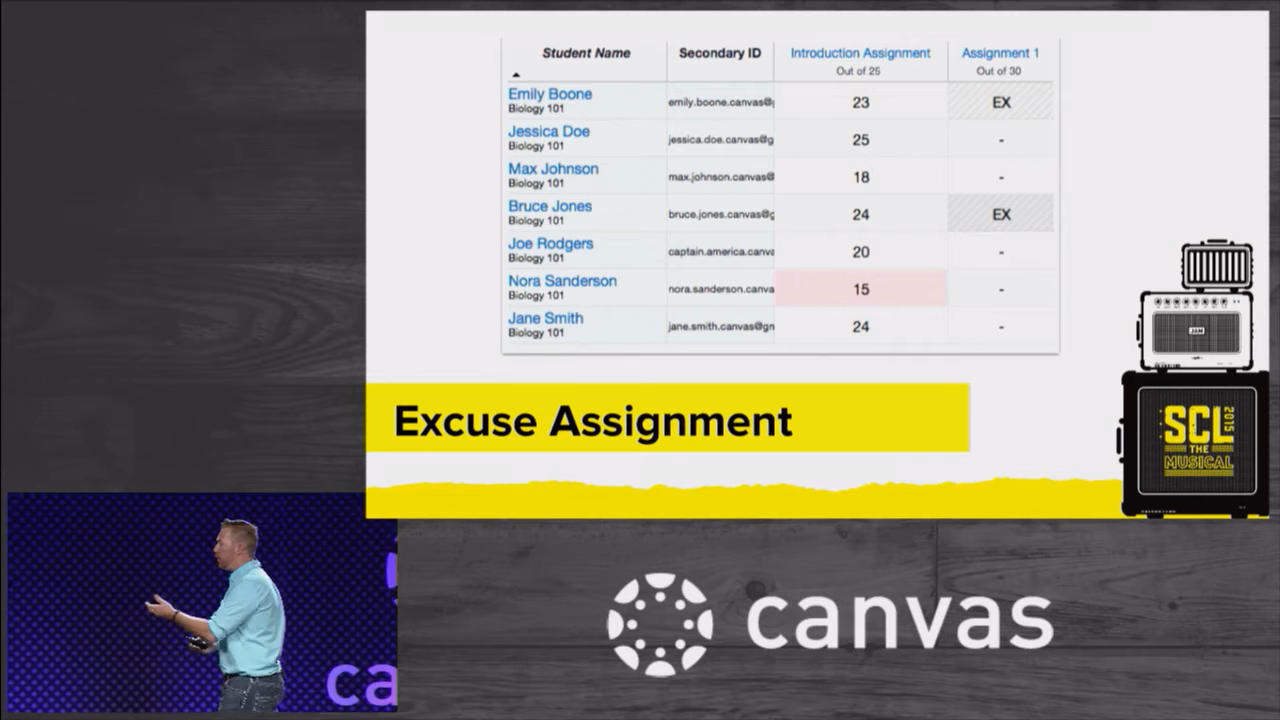 Student Name Secondary ID Introduction Assignment Assignment 1
Out of 25 Out of 30
Emily Boone emily.boone.canvas@g 23 EX
Biology 101
Jessica Doe jessica.doe.canvas@g 25 -
Biology 101
Max Johnson max.johnson.canvas@ 18 -
Biology 101
Bruce Jones bruce.jones.canvas@g 24 EX
Biology 101
Joe Rodgers captain.america.canva 20 -
Biology 101
Nora Sanderson nora.sanderson.canva 15 -
Biology 101
Jane Smith jane.smith.canvas@gm 24 -
Biology 101
Excuse Assignment
JAM
SCL 2015
THE
MUSICAL
canvas
ca